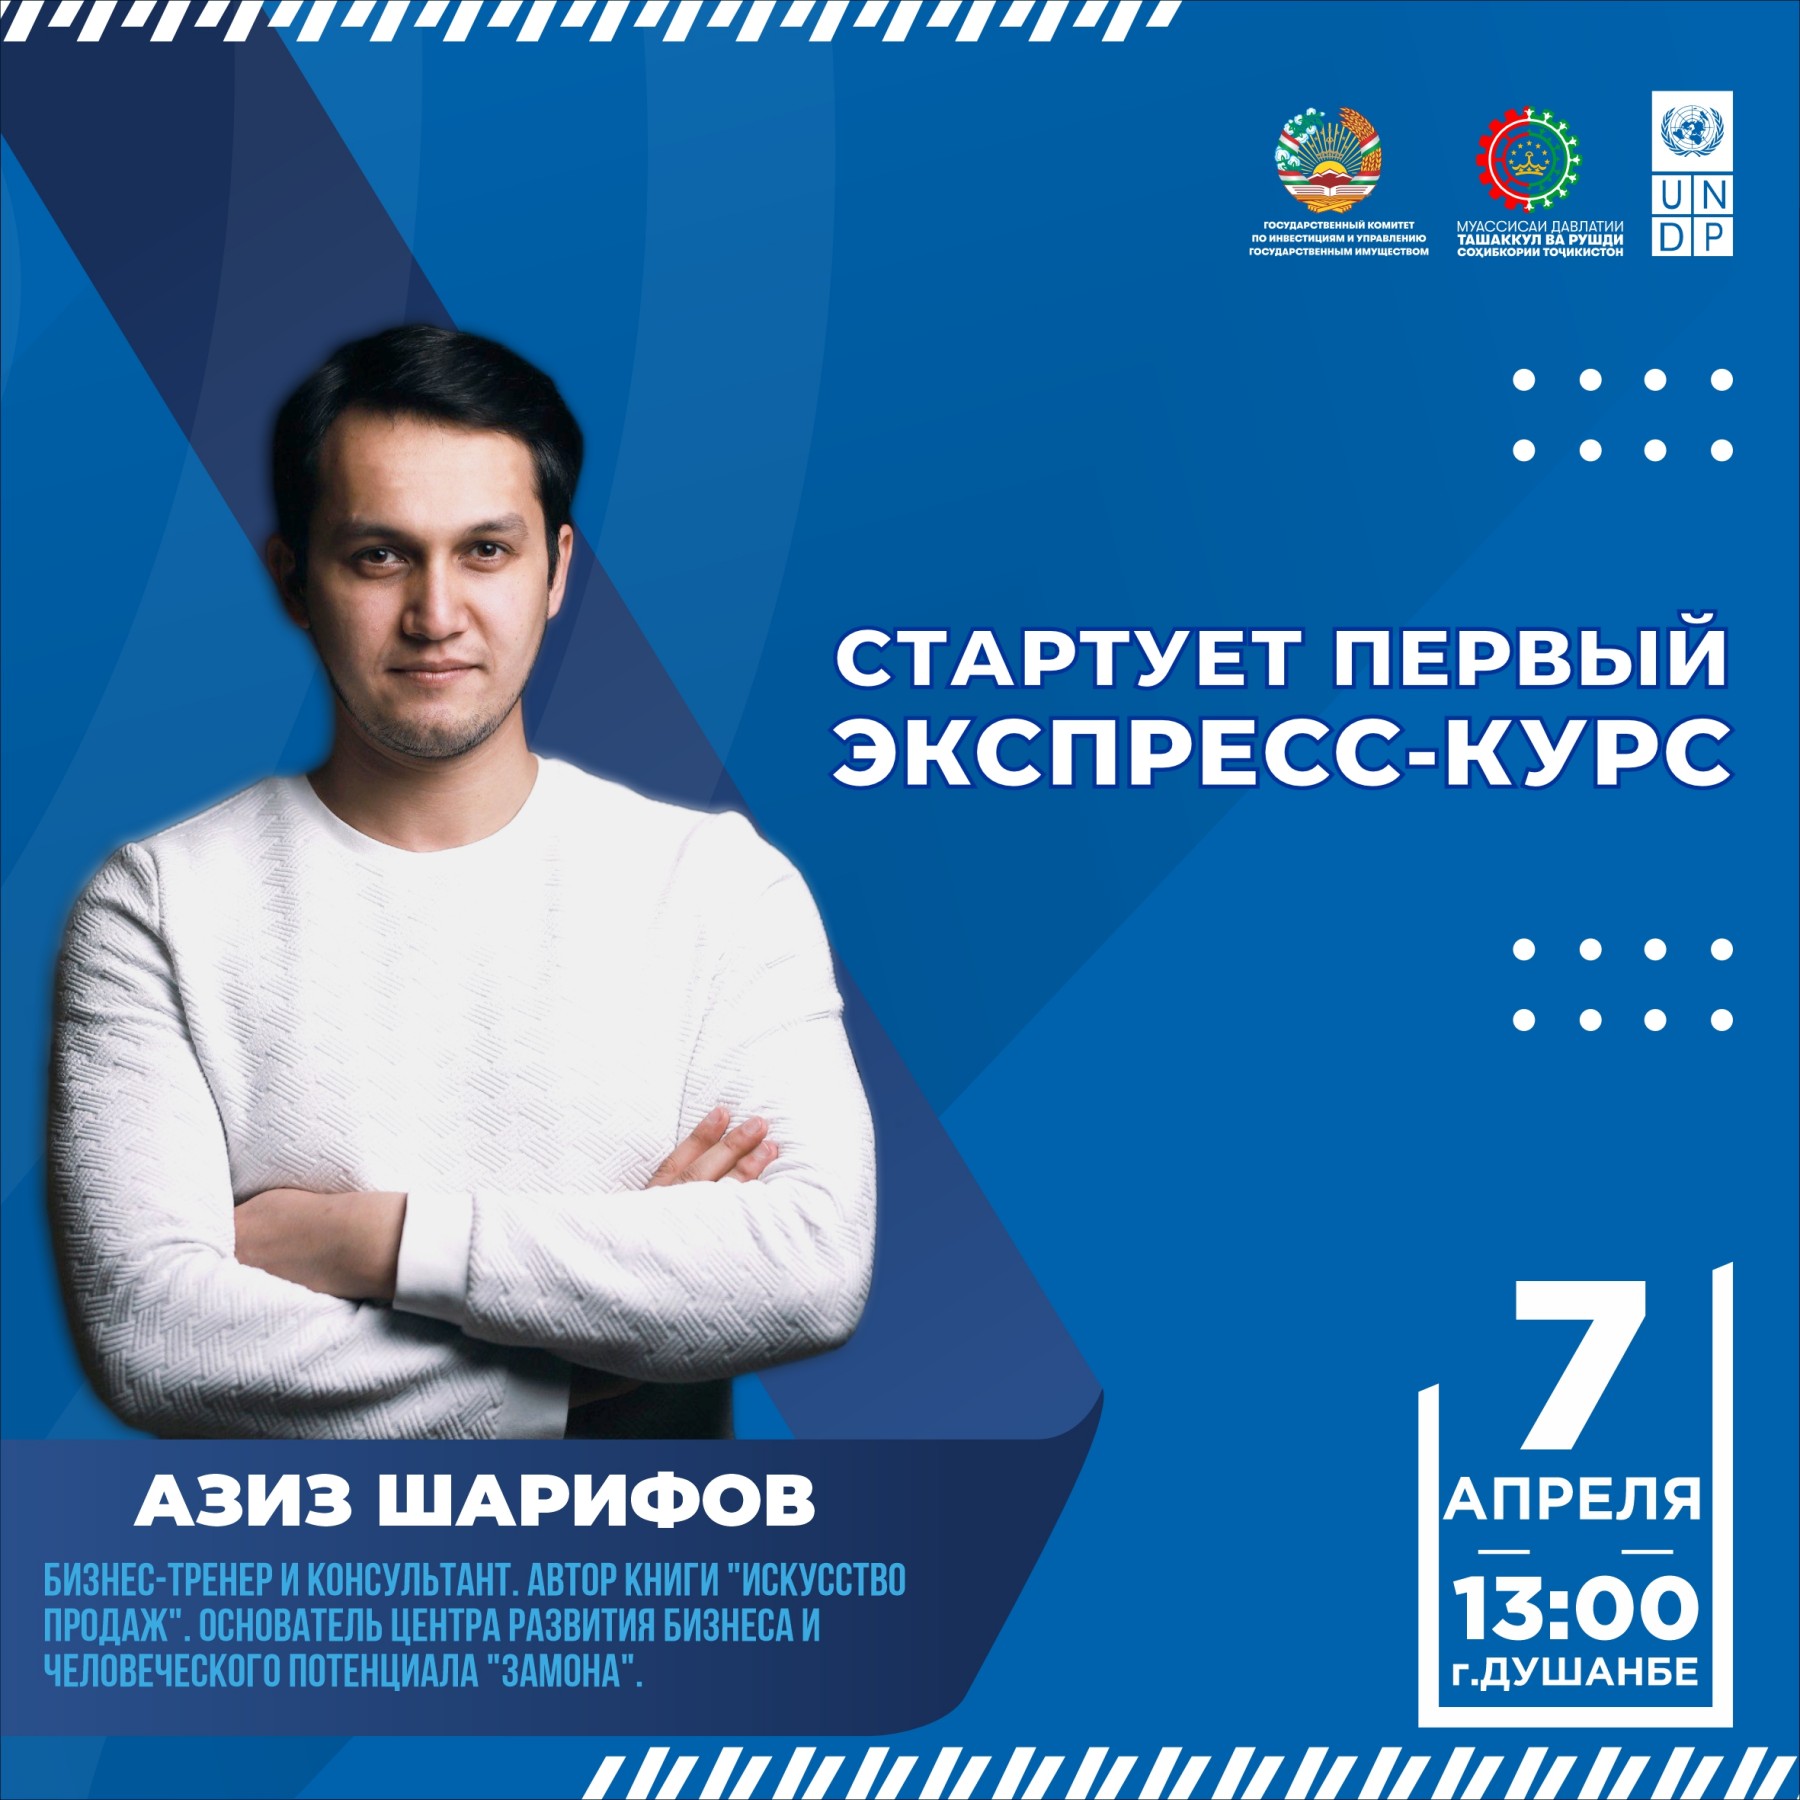 ГОСУДАРСТВЕННЫЙ КОМИТЕТ
ПО ИНВЕСТИЦИЯМ И УПРАВЛЕНИЮ
ГОСУДАРСТВЕННЫМ ИМУЩЕСТВОМ
МУАССИСАИ ДАВЛАТИИ
ТАШАККУЛ ВА РУШДИ
СОҲИБКОРИИ ТОҶИКИСТОН
UN
DP
СТАРТУЕТ ПЕРВЫЙ
ЭКСПРЕСС-КУРС
АЗИЗ ШАРИФОВ
БИЗНЕС-ТРЕНЕР И КОНСУЛЬТАНТ. АВТОР КНИГИ "ИСКУССТВО
ПРОДАЖ". ОСНОВАТЕЛЬ ЦЕНТРА РАЗВИТИЯ БИЗНЕСА И
ЧЕЛОВЕЧЕСКОГО ПОТЕНЦИАЛА "ЗАМОНА".
7
АПРЕЛЯ
13:00
г.ДУШАНБЕ